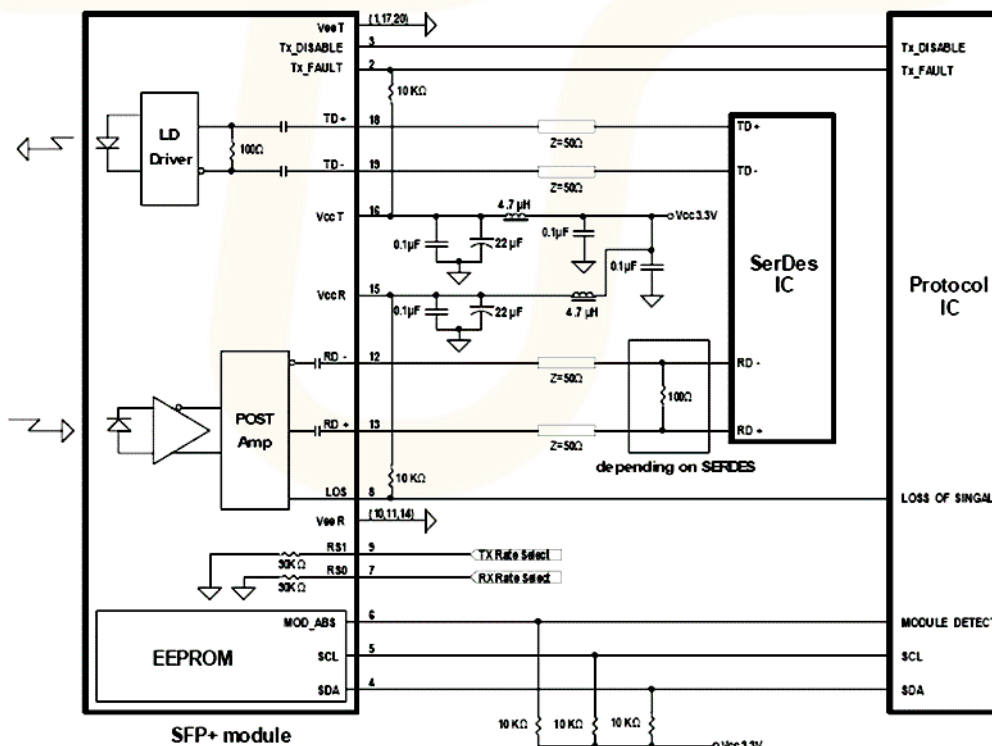 VeeT (1,17,20)
Tx_DISABLE 3 Tx_DISABLE
Tx_FAULT 2 Tx_FAULT
10 KΩ
LD Driver
100Ω
TD+ 18 Z=50Ω TD+
TD- 19 Z=50Ω TD-
VccT 16 4.7 µH Vcc3.3V
0.1µF 22 µF 0.1µF
0.1µF
SerDes IC
Protocol IC
VccR 15
0.1µF 22 µF 4.7 µH
RD - 12 Z=50Ω RD -
100Ω
POST Amp
RD + 13 Z=50Ω RD +
depending on SERDES
10 KΩ
LOS 8 LOSS OF SINGAL
VeeR (10,11,14)
RS1 9 TX Rate Select
30KΩ
RS0 7 RX Rate Select
30KΩ
MOD_ABS 6 MODULE DETECT
EEPROM
SCL 5 SCL
SDA 4 SDA
10 KΩ 10 KΩ 10 KΩ
Vcc3.3V
SFP+ module